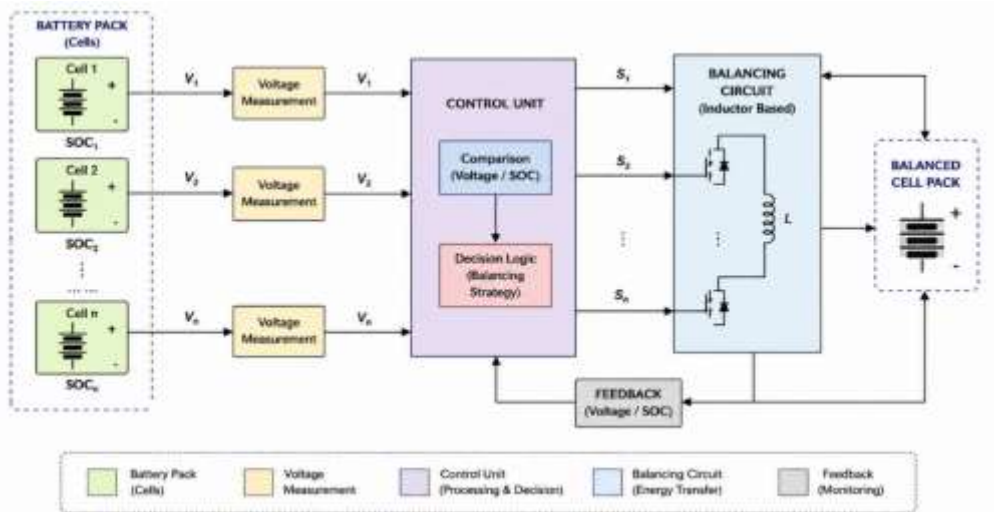 BATTERY PACK
(Cells)
Cell 1
+
-
SOC₁
Cell 2
+
-
SOC₂
Cell n
+
-
SOCₙ
V₁
V₂
Vₙ
Voltage
Measurement
Voltage
Measurement
Voltage
Measurement
V₁
V₂
Vₙ
CONTROL UNIT
Comparison
(Voltage / SOC)
Decision Logic
(Balancing
Strategy)
S₁
S₂
Sₙ
BALANCING
CIRCUIT
(Inductor Based)
L
BALANCED
CELL PACK
+
-
FEEDBACK
(Voltage / SOC)
Battery Pack
(Cells)
Voltage
Measurement
Control Unit
(Processing & Decision)
Balancing Circuit
(Energy Transfer)
Feedback
(Monitoring)